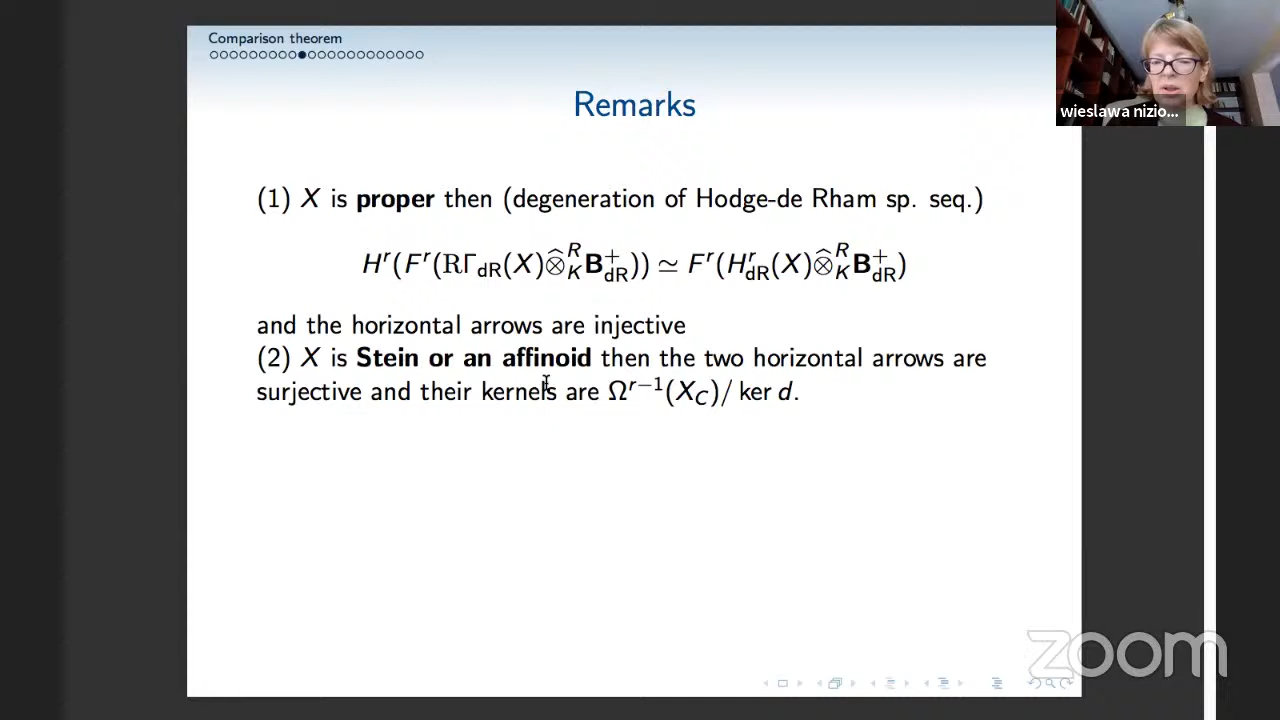 Comparison theorem
Remarks
(1) X is proper then (degeneration of Hodge-de Rham sp. seq.)
H^r(F^r(RΓ_dR(X)⊗̂^R_K B^+_dR)) ≃ F^r(H^r_dR(X)⊗̂^R_K B^+_dR)
and the horizontal arrows are injective
(2) X is Stein or an affinoid then the two horizontal arrows are
surjective and their kernels are Ω^{r−1}(X_C)/ ker d.
wieslawa nizio...
zoom